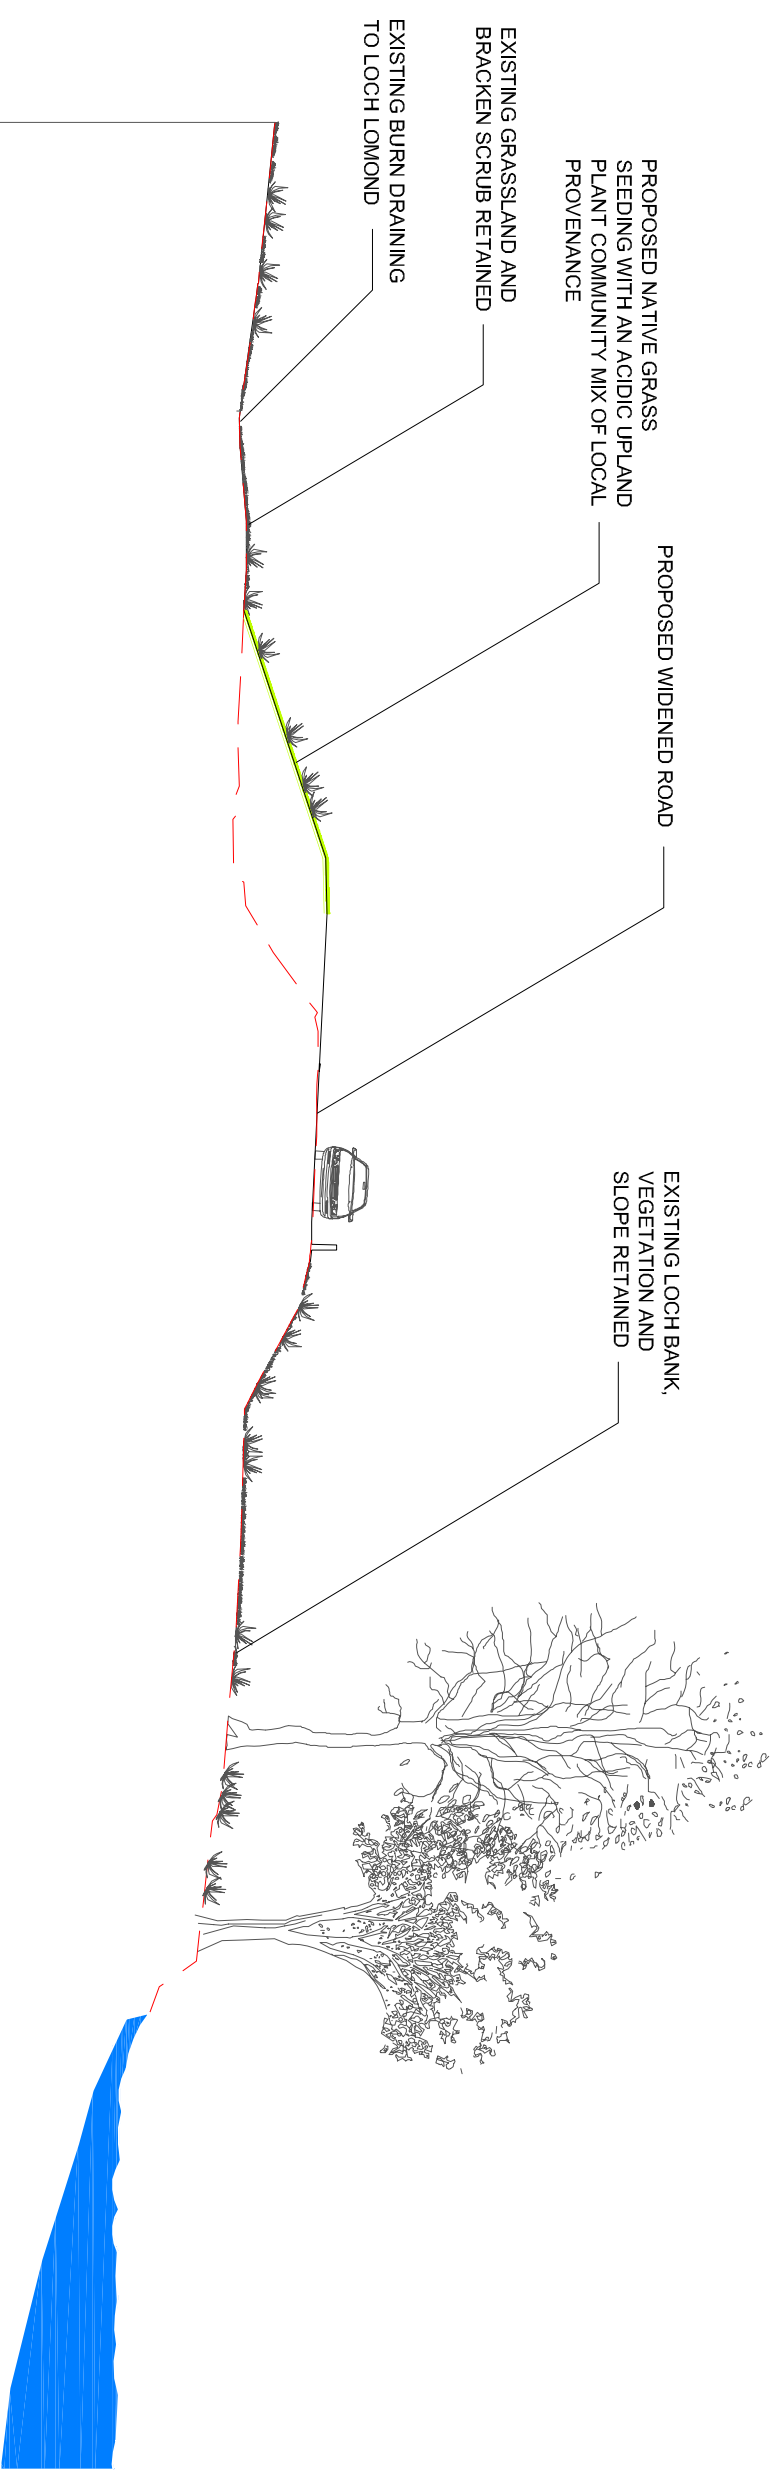 EXISTING BURN DRAINING
TO LOCH LOMOND
EXISTING GRASSLAND AND
BRACKEN SCRUB RETAINED
PROPOSED NATIVE GRASS
SEEDING WITH AN ACIDIC UPLAND
PLANT COMMUNITY MIX OF LOCAL
PROVENANCE
PROPOSED WIDENED ROAD
EXISTING LOCH BANK,
VEGETATION AND
SLOPE RETAINED